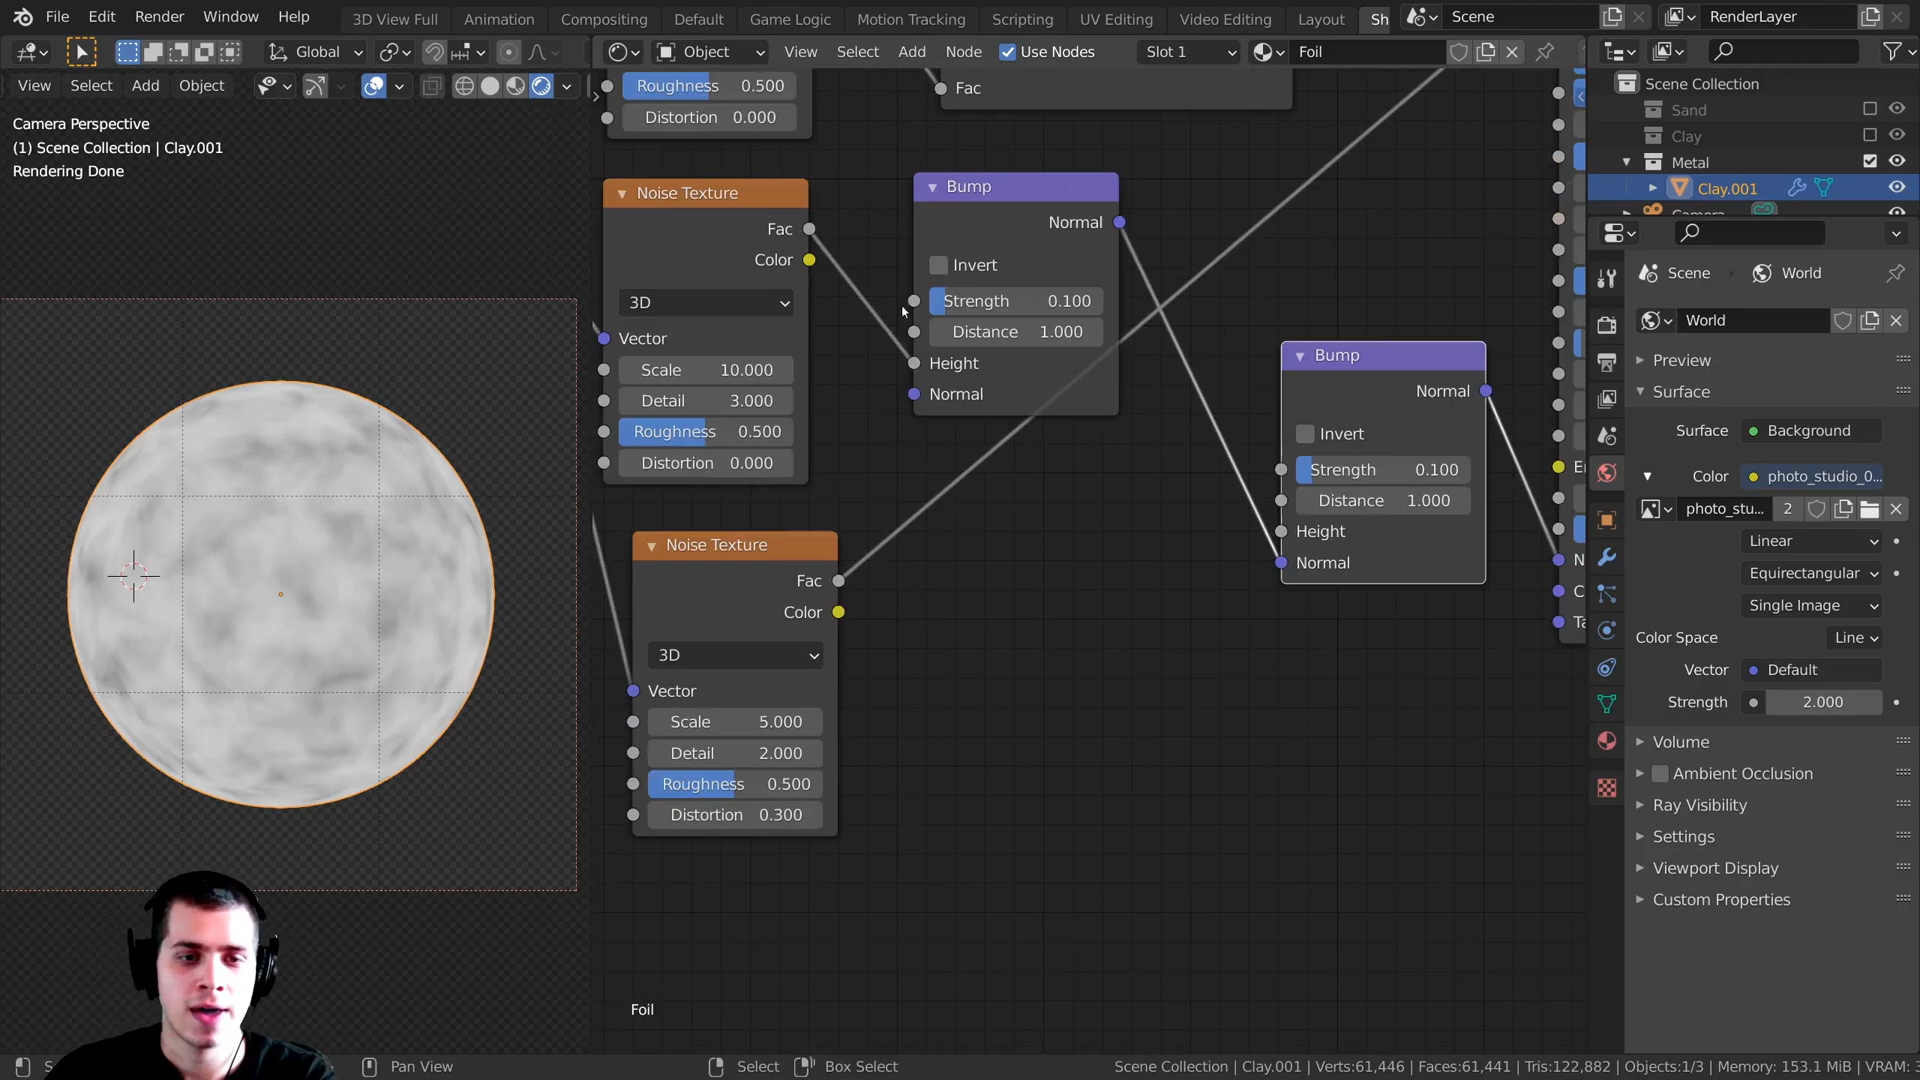 File Edit Render Window Help 3D View Full Animation Compositing Default Game Logic Motion Tracking Scripting UV Editing Video Editing Layout Sh Scene RenderLayer
Global Object View Select Add Node Use Nodes Slot 1 Foil
View Select Add Object
Camera Perspective
(1) Scene Collection | Clay.001
Rendering Done
Roughness 0.500
Distortion 0.000
Fac
Noise Texture
Fac
Color
3D
Vector
Scale 10.000
Detail 3.000
Roughness 0.500
Distortion 0.000
Bump
Normal
Invert
Strength 0.100
Distance 1.000
Height
Normal
Bump
Normal
Invert
Strength 0.100
Distance 1.000
Height
Normal
Noise Texture
Fac
Color
3D
Vector
Scale 5.000
Detail 2.000
Roughness 0.500
Distortion 0.300
E
N
C
Ta
Foil
Scene Collection
Sand
Clay
Metal
Clay.001
Scene World
World
Preview
Surface
Surface Background
Color photo_studio_0...
photo_stu... 2
Linear
Equirectangular
Single Image
Color Space Line
Vector Default
Strength 2.000
Volume
Ambient Occlusion
Ray Visibility
Settings
Viewport Display
Custom Properties
S Pan View Select Box Select Scene Collection | Clay.001 | Verts:61,446 | Faces:61,441 | Tris:122,882 | Objects:1/3 | Memory: 153.1 MiB | VRAM: